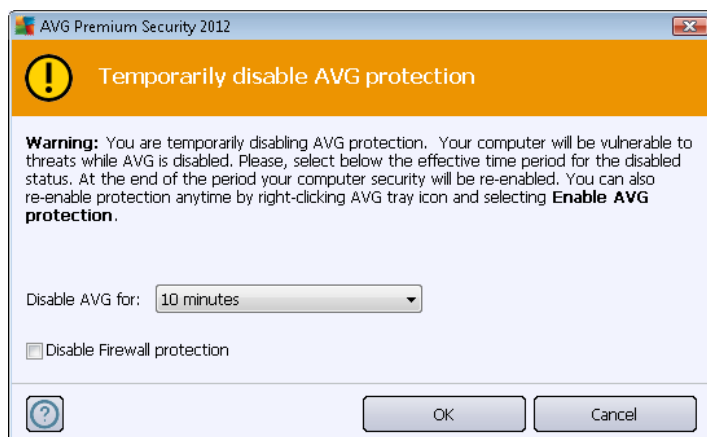 AVG Premium Security 2012
Temporarily disable AVG protection
Warning: You are temporarily disabling AVG protection. Your computer will be vulnerable to
threats while AVG is disabled. Please, select below the effective time period for the disabled
status. At the end of the period your computer security will be re-enabled. You can also
re-enable protection anytime by right-clicking AVG tray icon and selecting Enable AVG
protection.
Disable AVG for: 10 minutes
Disable Firewall protection
OK Cancel